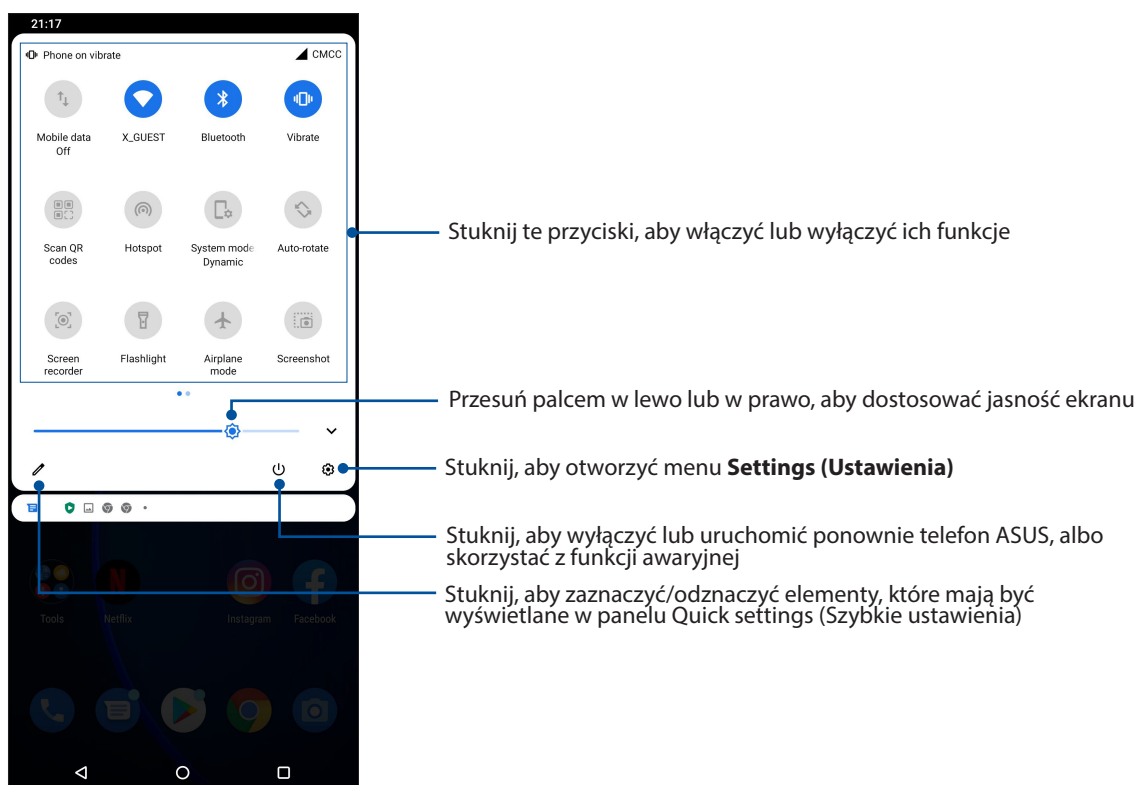 21:17
Phone on vibrate
CMCC
Mobile data
Off
X_GUEST
Bluetooth
Vibrate
Scan QR
codes
Hotspot
System mode
Dynamic
Auto-rotate
Screen
recorder
Flashlight
Airplane
mode
Screenshot
Stuknij te przyciski, aby włączyć lub wyłączyć ich funkcje
Przesuń palcem w lewo lub w prawo, aby dostosować jasność ekranu
Stuknij, aby otworzyć menu Settings (Ustawienia)
Stuknij, aby wyłączyć lub uruchomić ponownie telefon ASUS, albo
skorzystać z funkcji awaryjnej
Stuknij, aby zaznaczyć/odznaczyć elementy, które mają być
wyświetlane w panelu Quick settings (Szybkie ustawienia)
Tools
Netflix
Instagram
Facebook